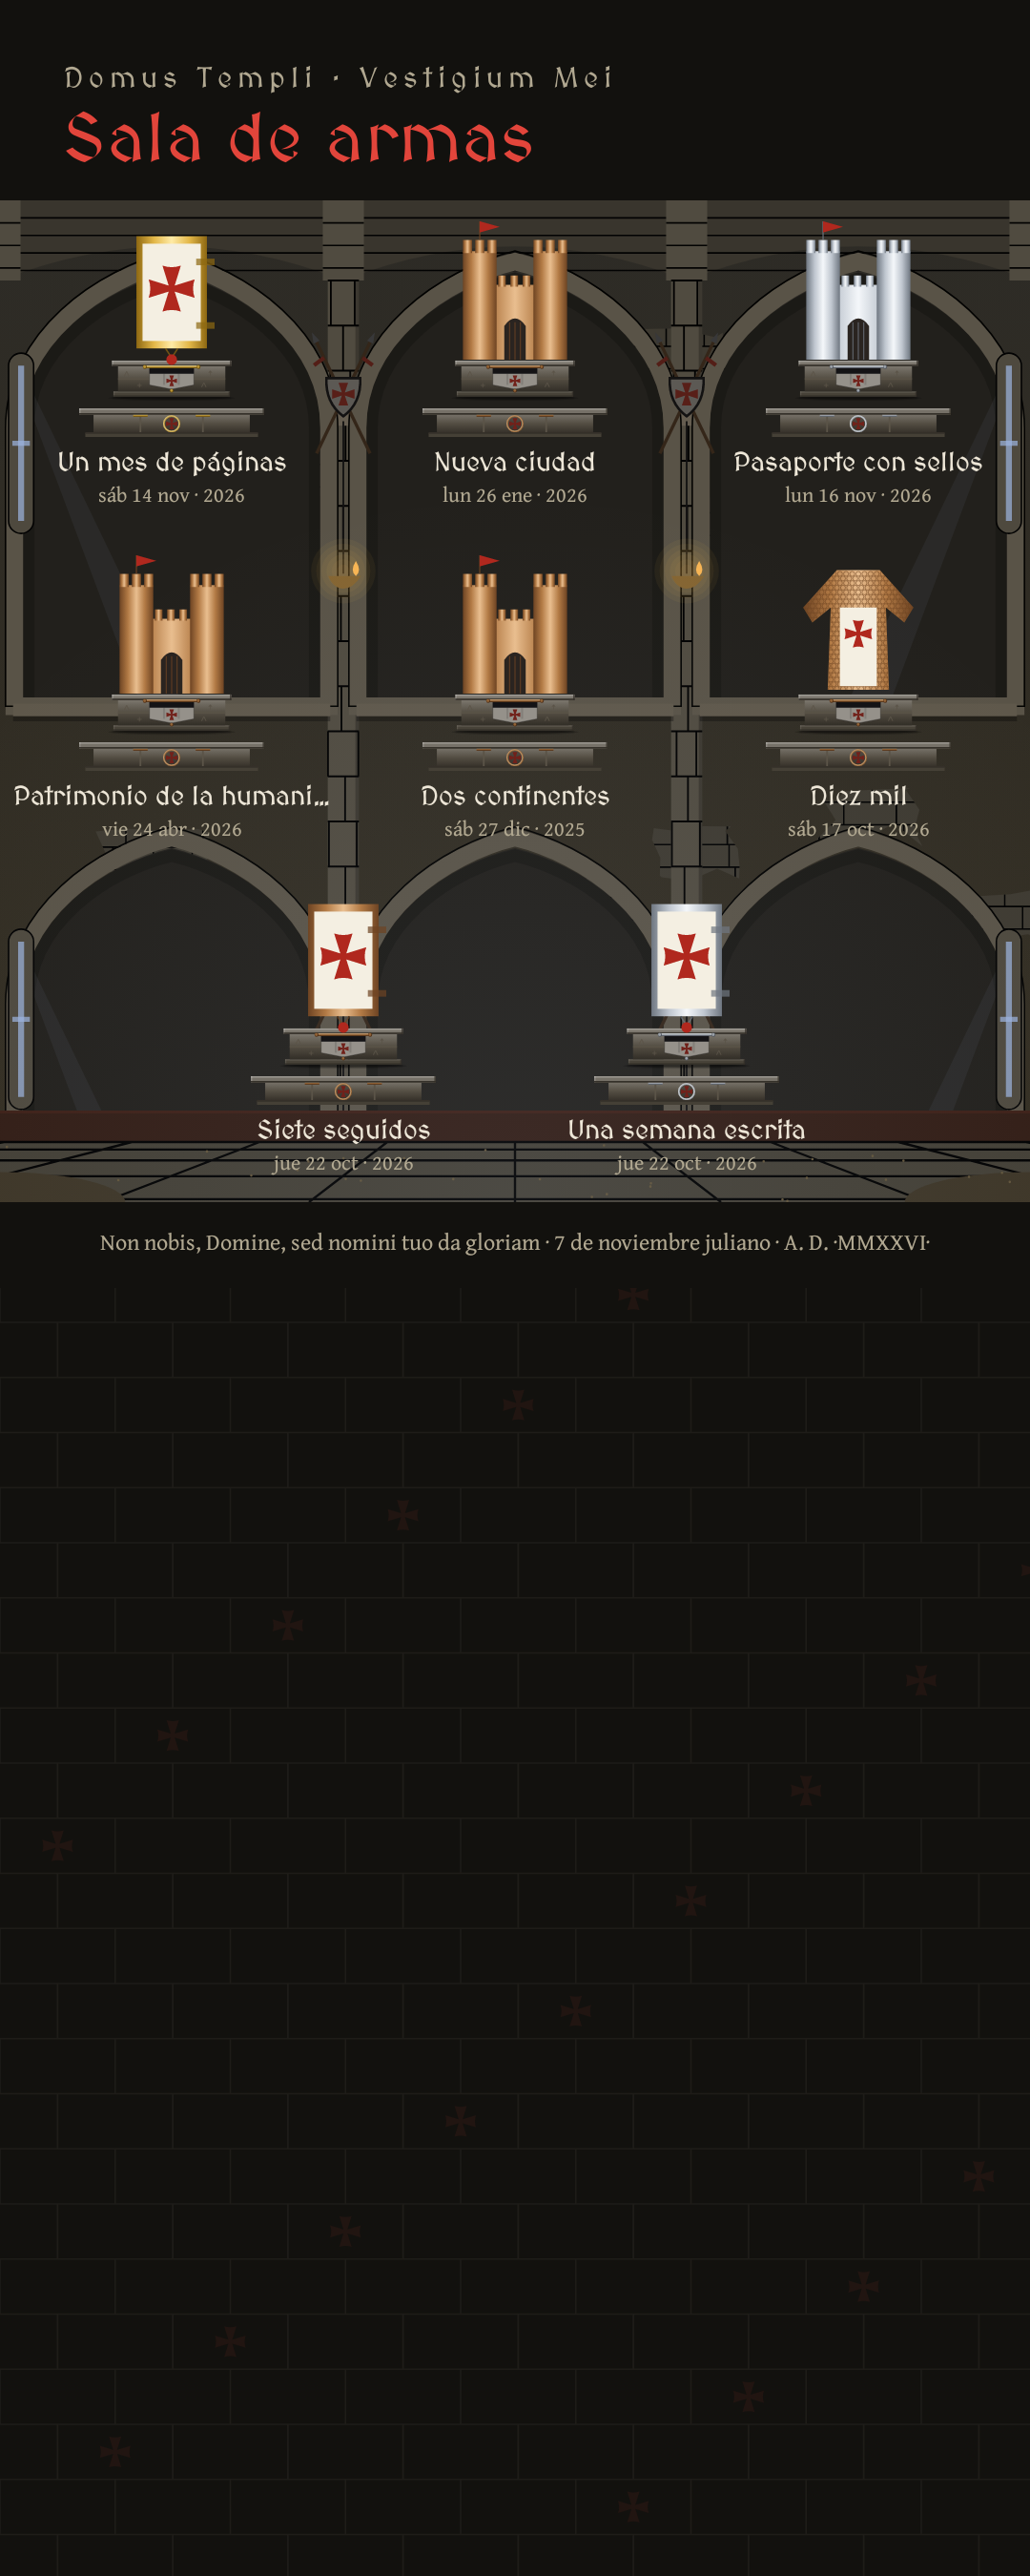 Domus Templi · Vestigium Mei
Sala de armas
Un mes de páginas
sáb 14 nov · 2026
Nueva ciudad
lun 26 ene · 2026
Pasaporte con sellos
lun 16 nov · 2026
Patrimonio de la humani...
vie 24 abr · 2026
Dos continentes
sáb 27 dic · 2025
Diez mil
sáb 17 oct · 2026
Siete seguidos
jue 22 oct · 2026
Una semana escrita
jue 22 oct · 2026
Non nobis, Domine, sed nomini tuo da gloriam · 7 de noviembre juliano · A. D. ·MMXXVI·